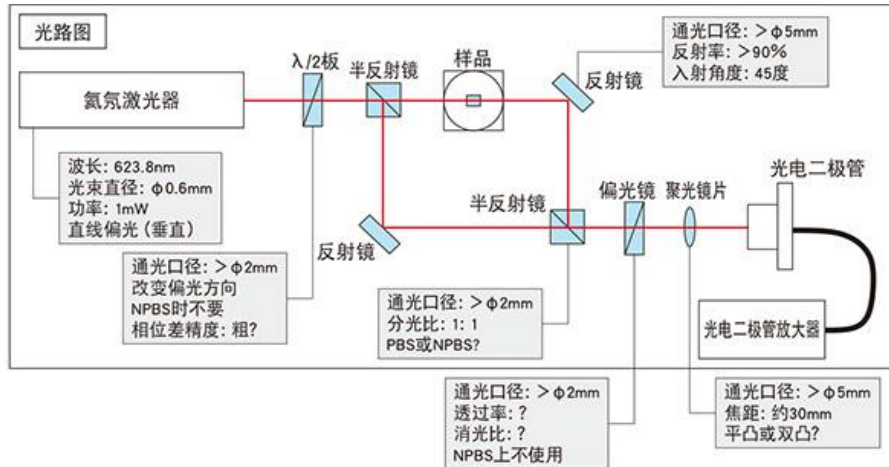 光路图
氦氖激光器
λ/2板
半反射镜
样品
反射镜
通光口径: >φ5mm
反射率: >90%
入射角度: 45度
波长: 623.8nm
光束直径: φ0.6mm
功率: 1mW
直线偏光 (垂直)
反射镜
半反射镜
偏光镜
聚光镜片
光电二极管
通光口径: >φ2mm
改变偏光方向
NPBS时不要
相位差精度: 粗?
通光口径: >φ2mm
分光比: 1: 1
PBS或NPBS?
光电二极管放大器
通光口径: >φ2mm
透过率: ?
消光比: ?
NPBS上不使用
通光口径: >φ5mm
焦距: 约30mm
平凸或双凸?